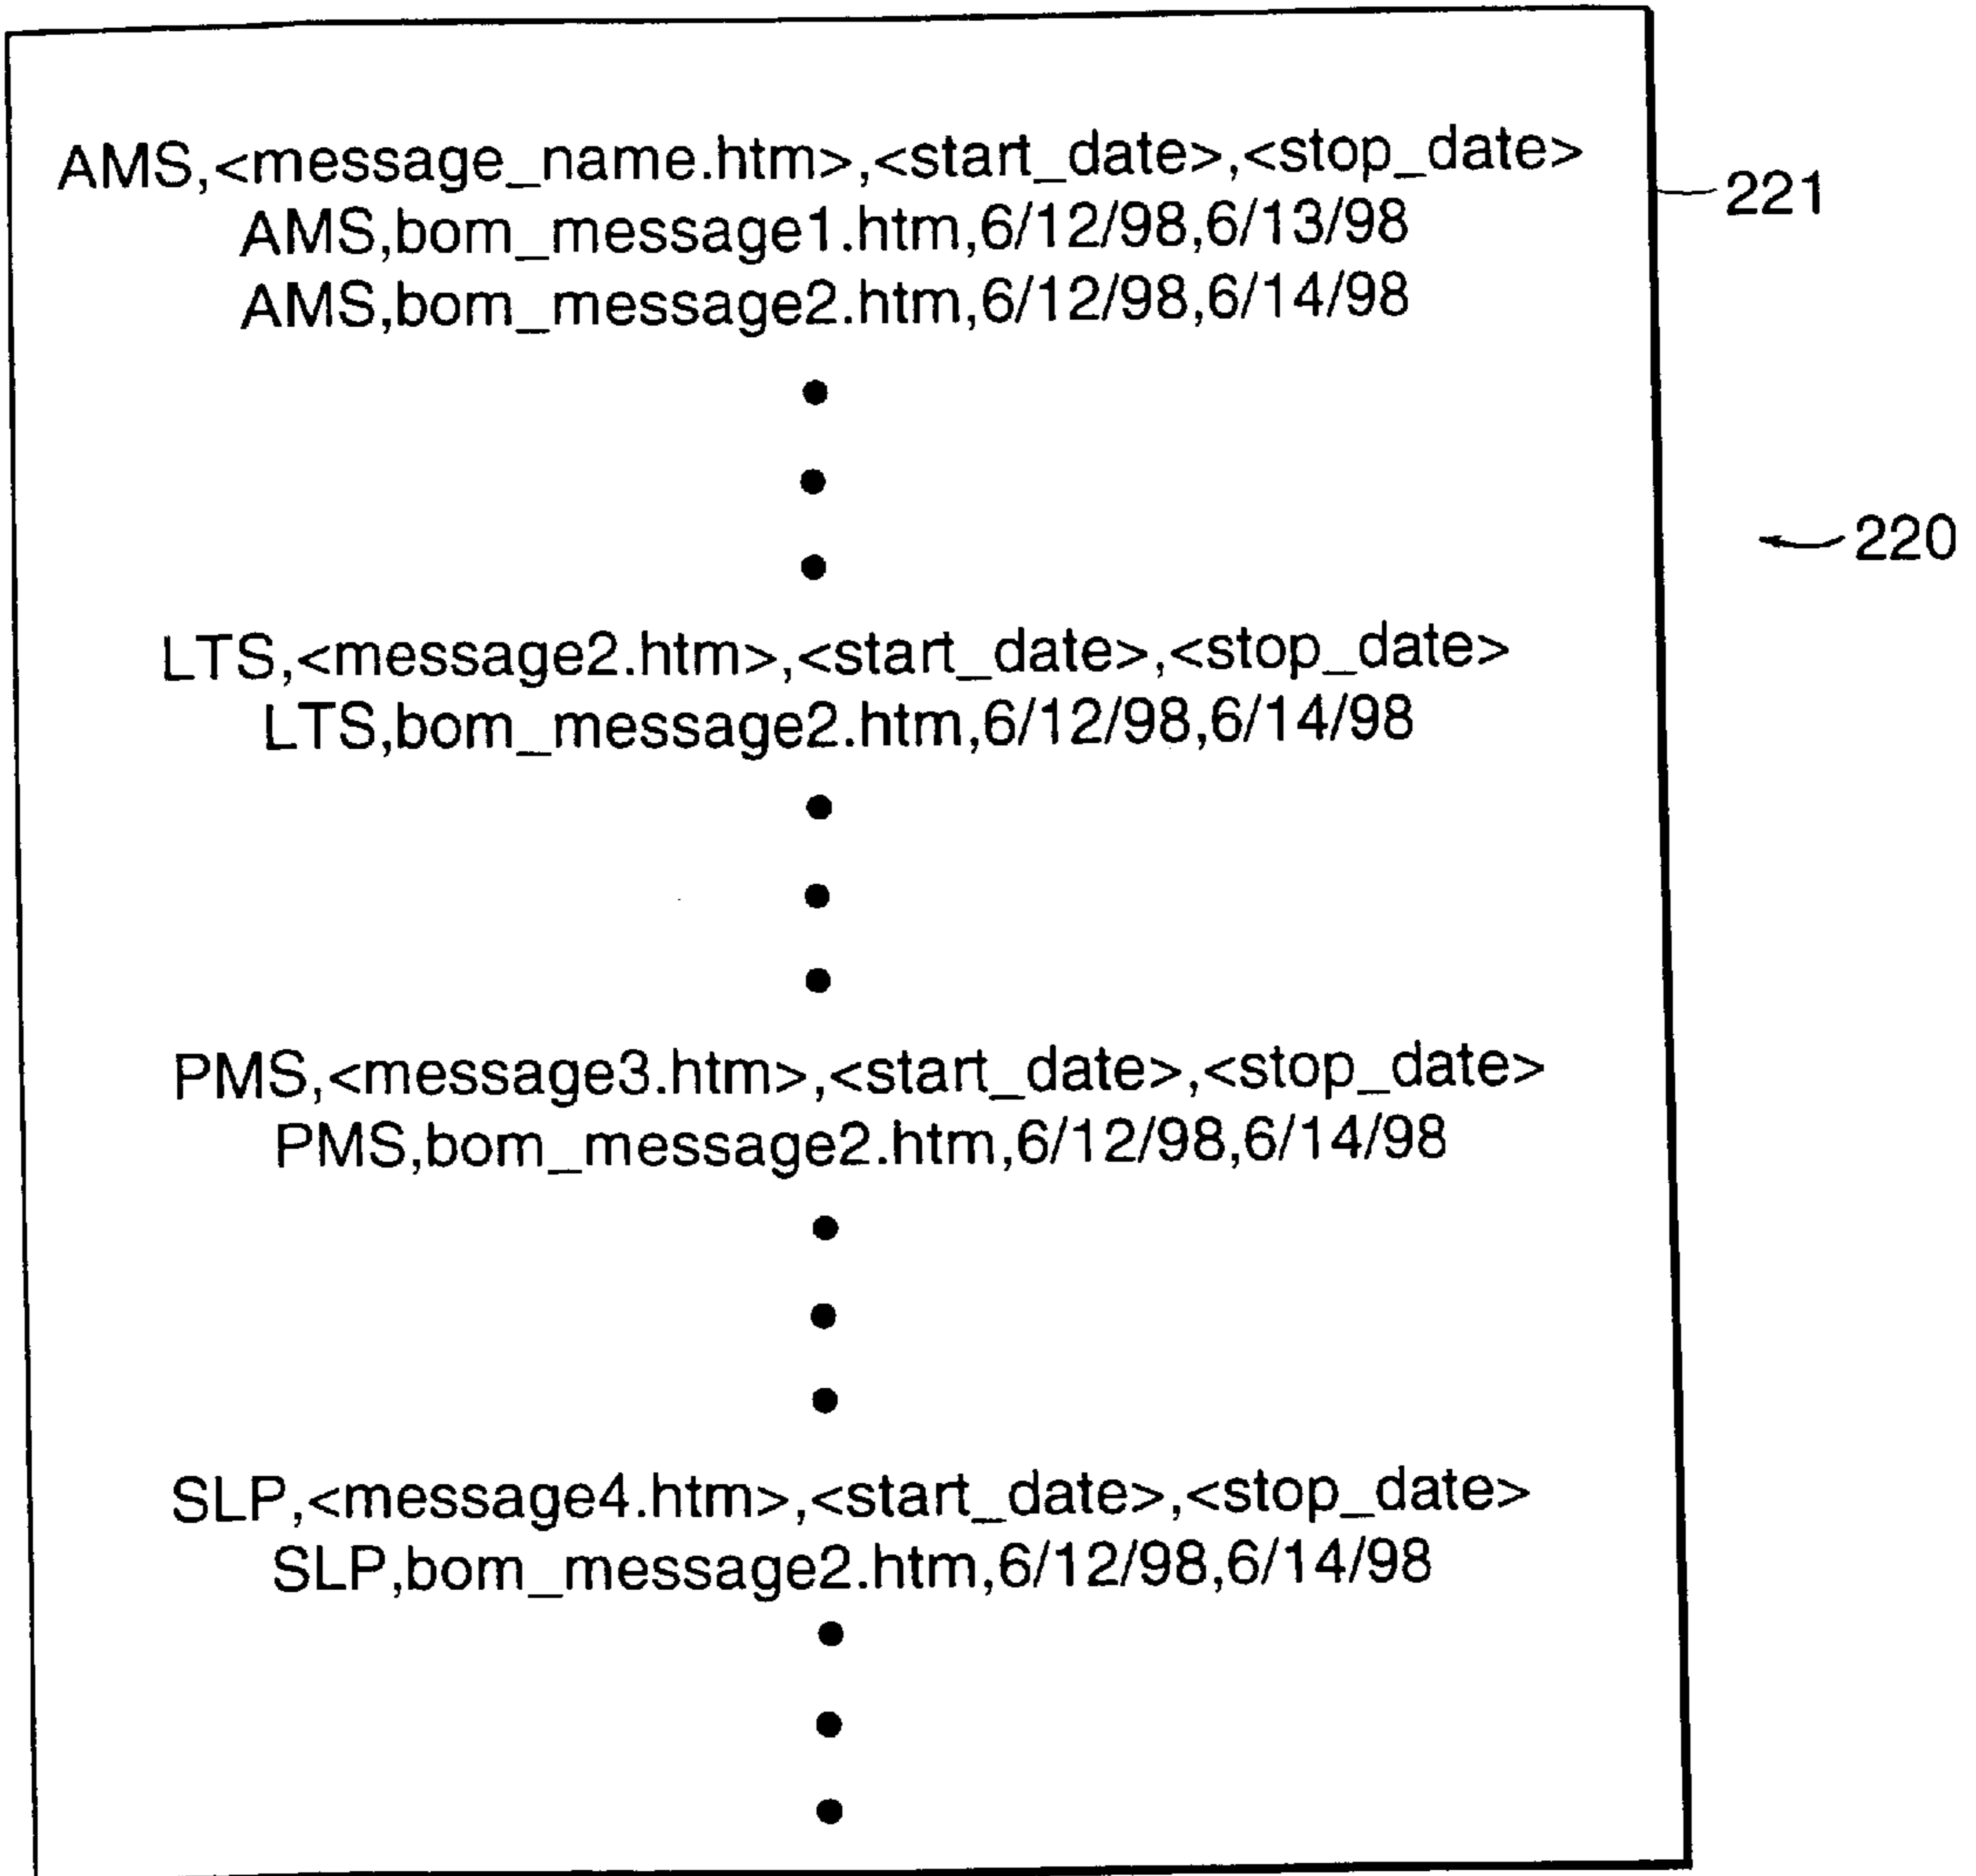 AMS,<message_name.htm>,<start_date>,<stop_date>
AMS,bom_message1.htm,6/12/98,6/13/98
AMS,bom_message2.htm,6/12/98,6/14/98
221
220
LTS,<message2.htm>,<start_date>,<stop_date>
LTS,bom_message2.htm,6/12/98,6/14/98
PMS,<message3.htm>,<start_date>,<stop_date>
PMS,bom_message2.htm,6/12/98,6/14/98
SLP,<message4.htm>,<start_date>,<stop_date>
SLP,bom_message2.htm,6/12/98,6/14/98